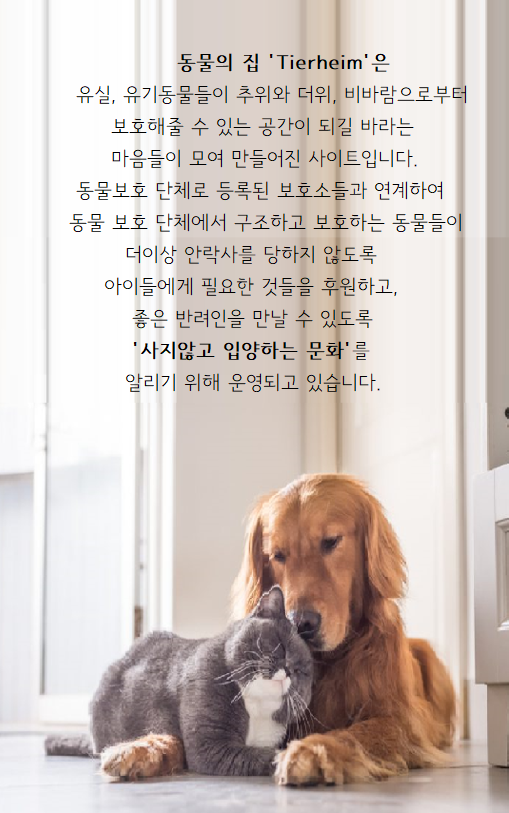 동물의 집 'Tierheim'은
유실, 유기동물들이 추위와 더위, 비바람으로부터
보호해줄 수 있는 공간이 되길 바라는
마음들이 모여 만들어진 사이트입니다.
동물보호 단체로 등록된 보호소들과 연계하여
동물 보호 단체에서 구조하고 보호하는 동물들이
더이상 안락사를 당하지 않도록
아이들에게 필요한 것들을 후원하고,
좋은 반려인을 만날 수 있도록
'사지않고 입양하는 문화'를
알리기 위해 운영되고 있습니다.